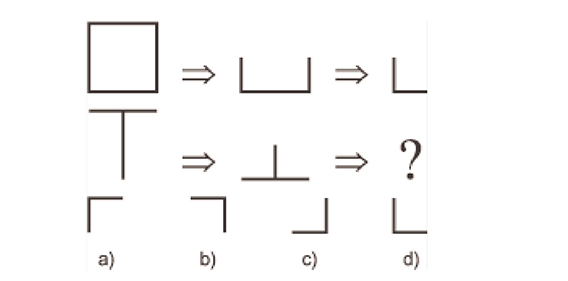 ⇒ ⇒
⇒ ⇒ ?
a) b) c) d)